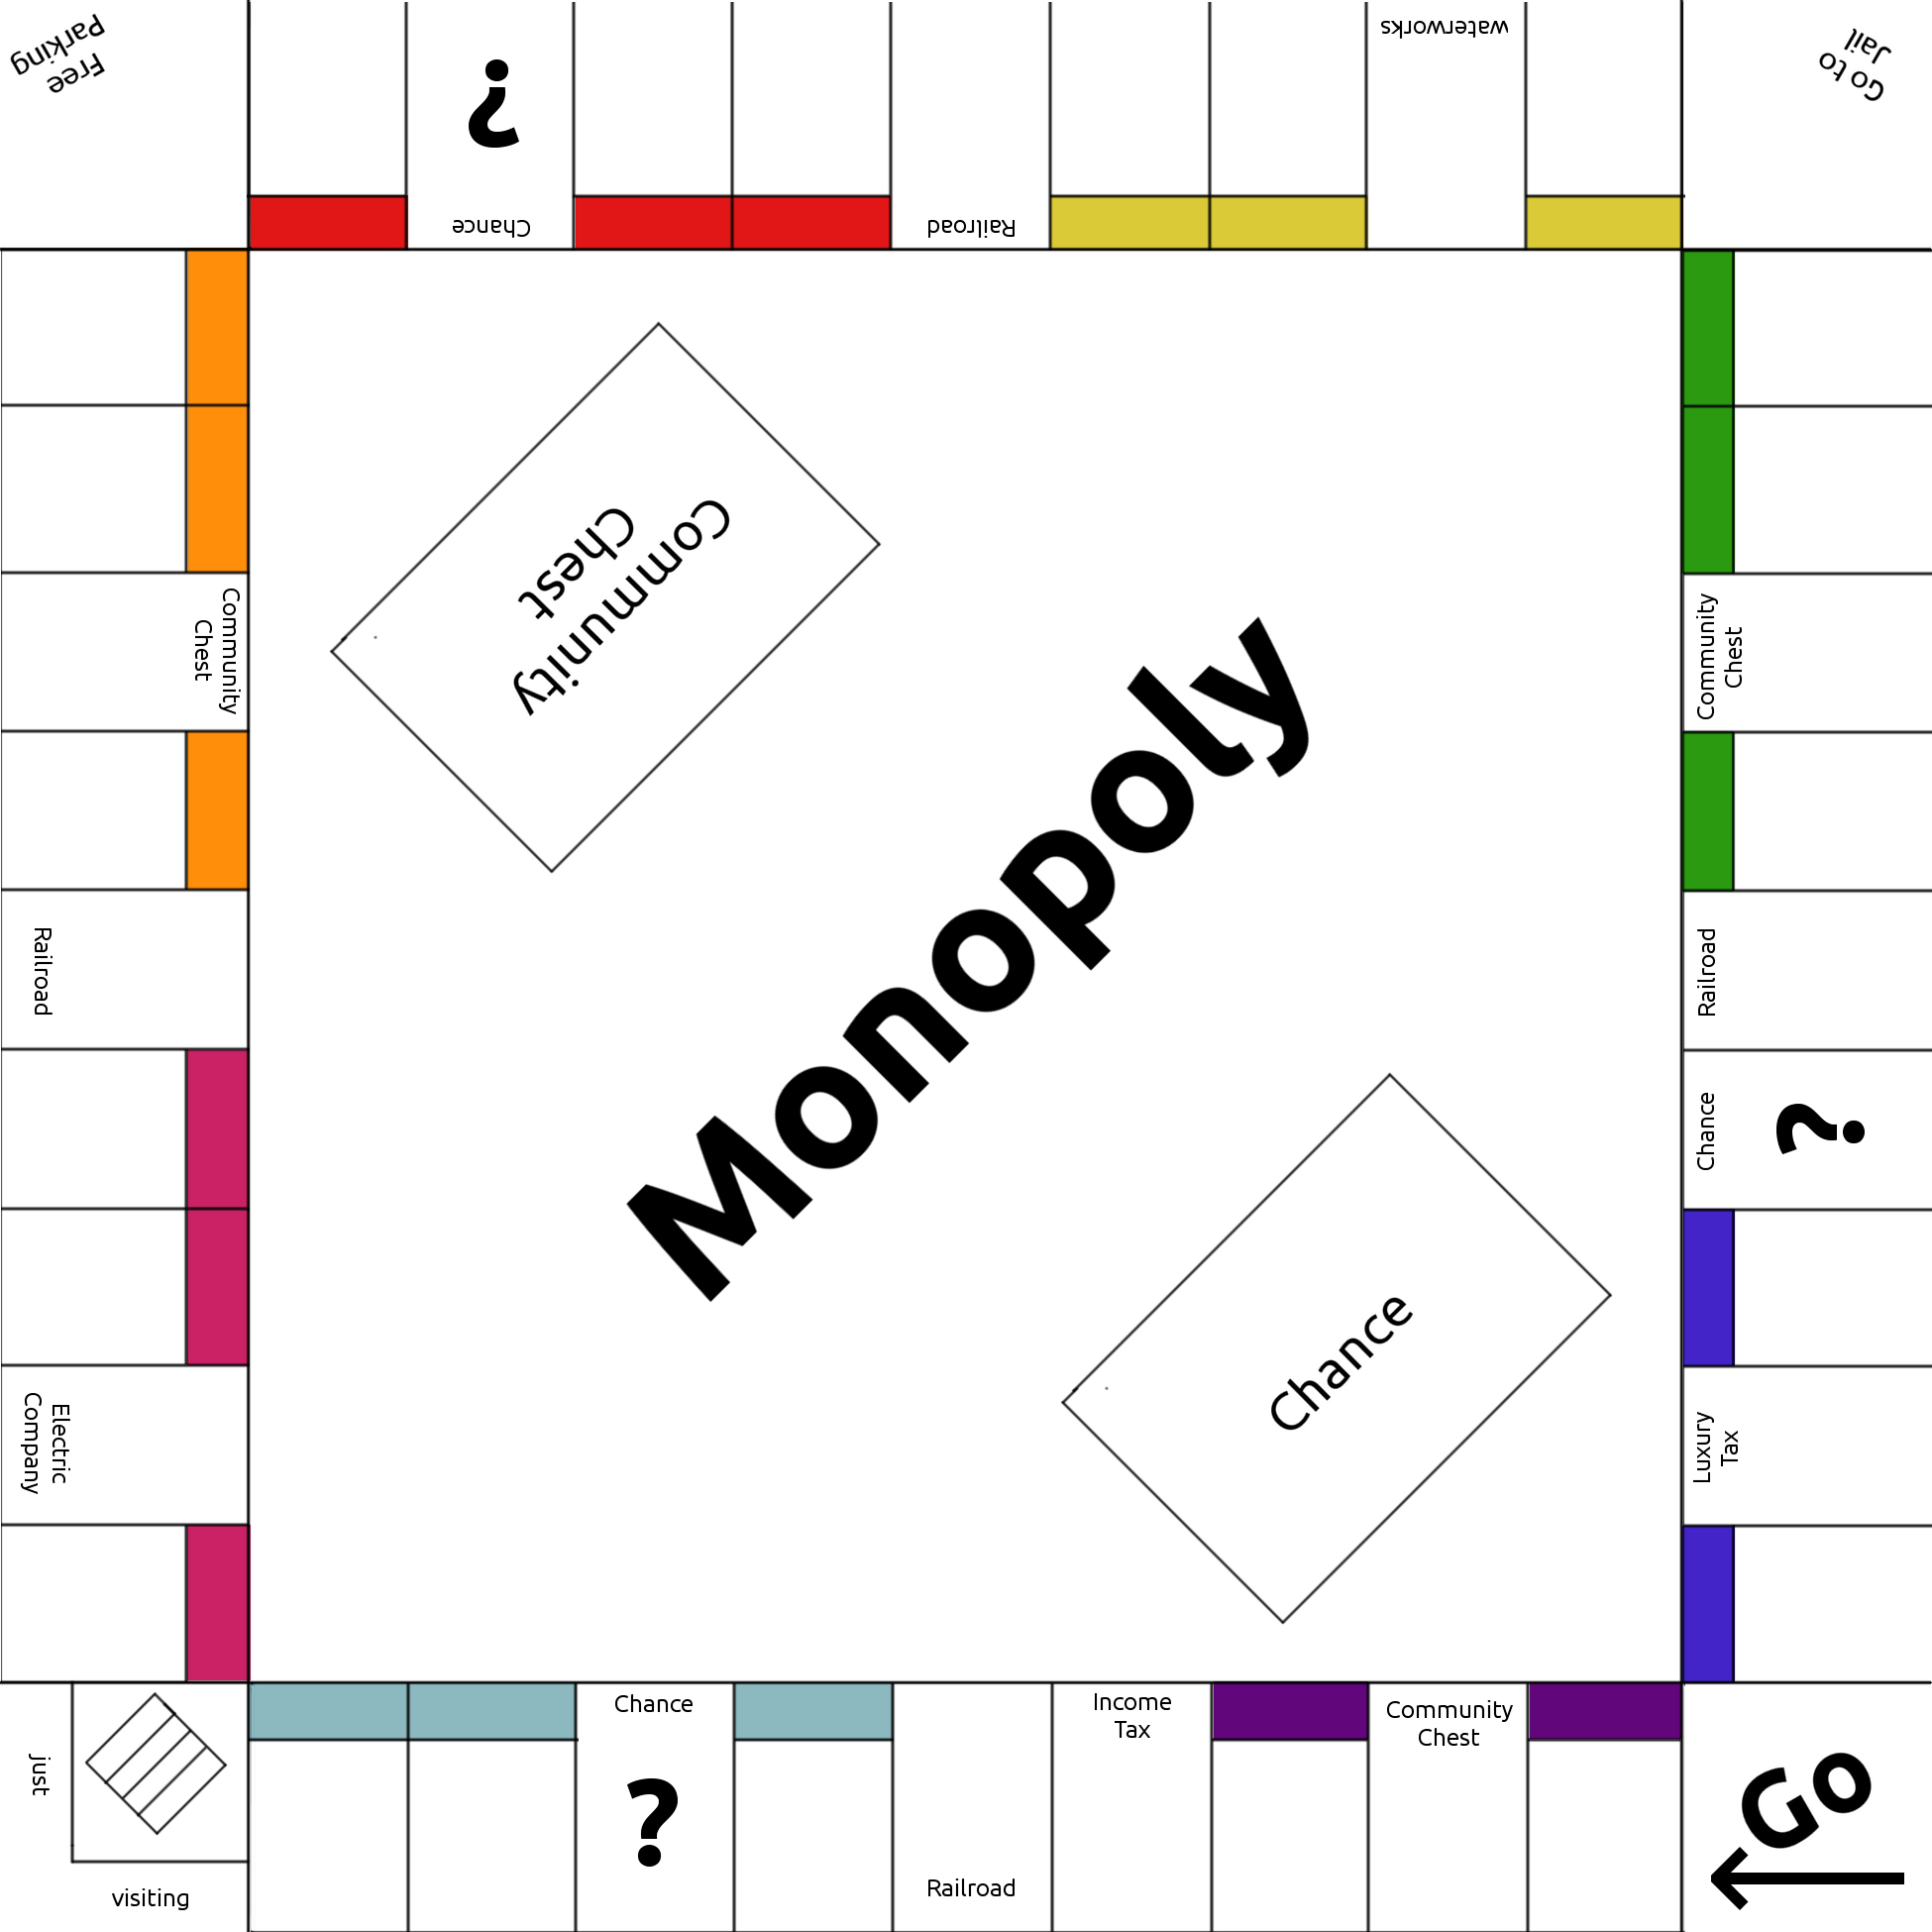 Free
Parking
?
Chance
Railroad
waterworks
Go to
Jail
Community
Chest
Railroad
Electric
Company
Community
Chest
Monopoly
Chance
Community
Chest
Railroad
Chance
?
Luxury
Tax
just
visiting
Chance
?
Railroad
Income
Tax
Community
Chest
Go